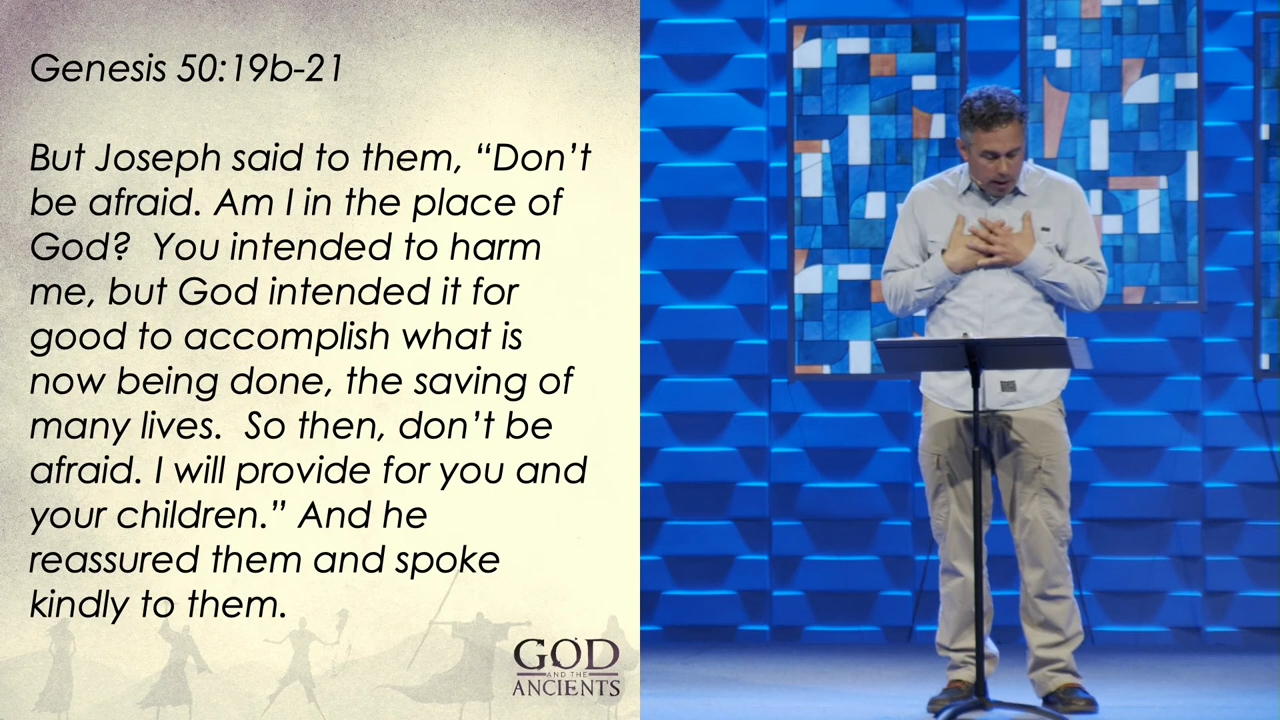 Genesis 50:19b-21
But Joseph said to them, “Don’t
be afraid. Am I in the place of
God?  You intended to harm
me, but God intended it for
good to accomplish what is
now being done, the saving of
many lives.  So then, don’t be
afraid. I will provide for you and
your children.” And he
reassured them and spoke
kindly to them.
GOD
AND THE
ANCIENTS